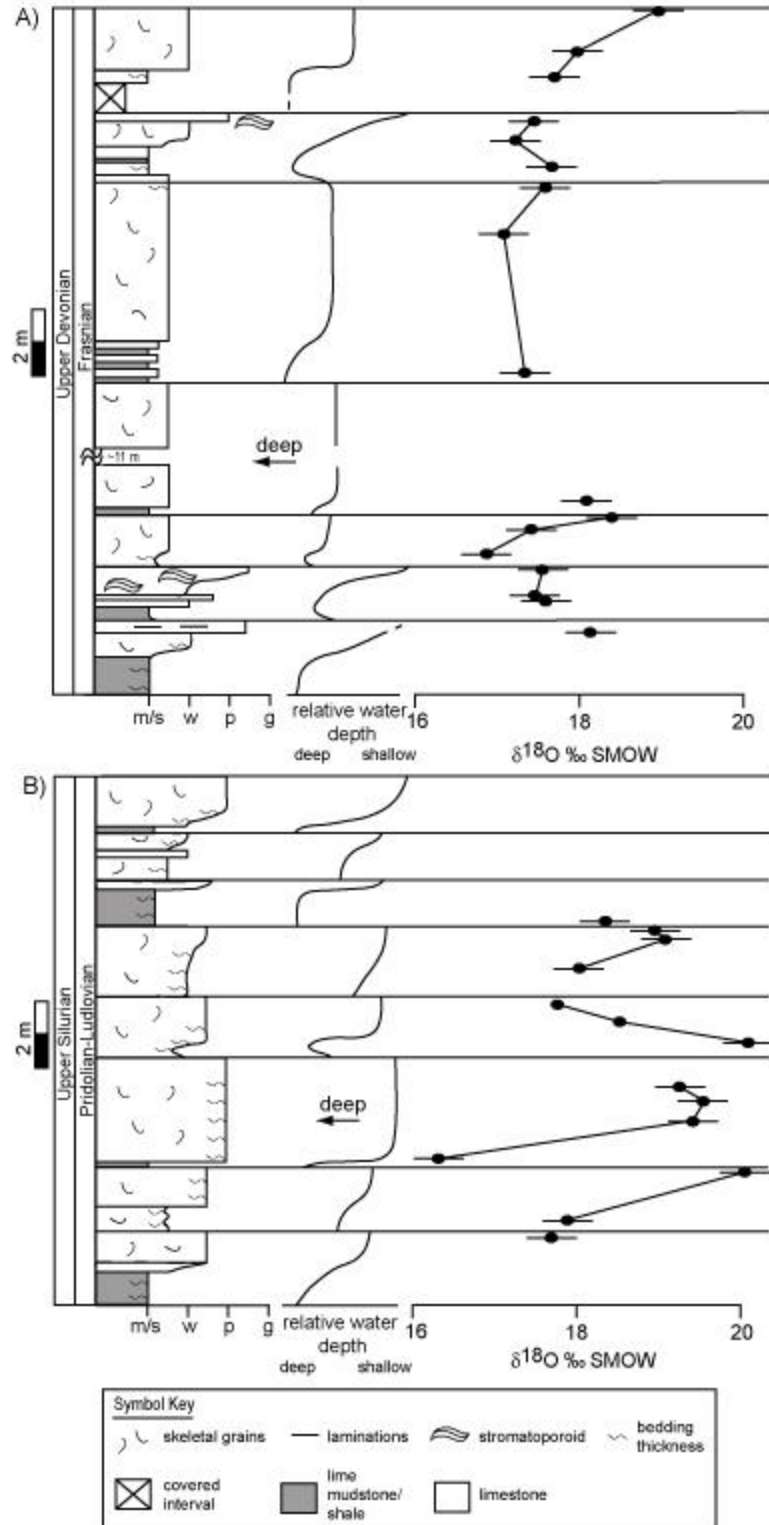 A)
Upper Devonian
Frasnian
2 m
~11 m
deep
m/s w p g
relative water
depth
deep shallow
16 18 20
δ18O ‰ SMOW
B)
Upper Silurian
Pridolian-Ludlovian
2 m
deep
m/s w p g
relative water
depth
deep shallow
16 18 20
δ18O ‰ SMOW
Symbol Key
skeletal grains
laminations
stromatoporoid
bedding
thickness
covered
interval
lime
mudstone/
shale
limestone